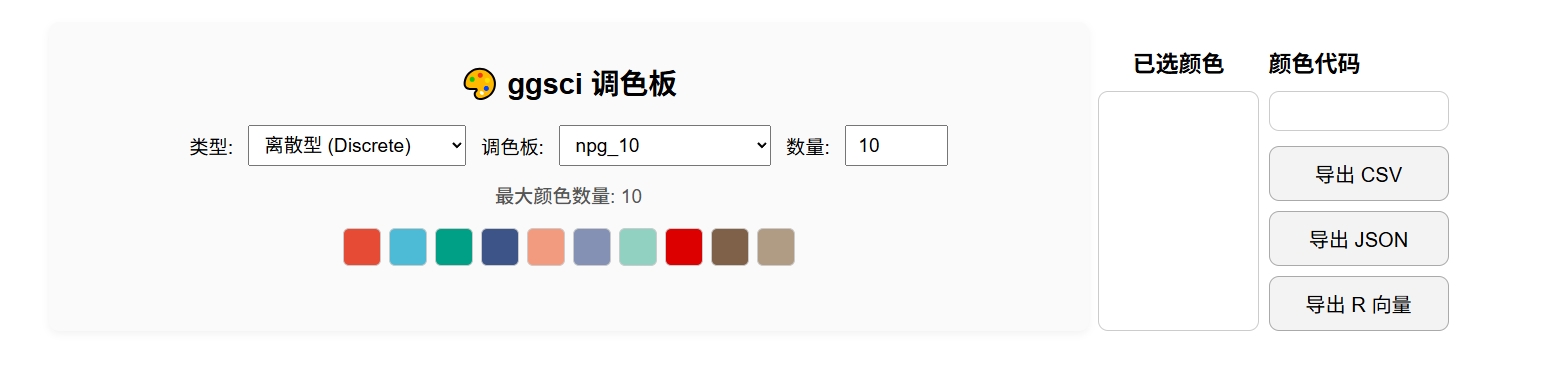 ggsci 调色板
类型: 离散型 (Discrete) 调色板: npg_10 数量: 10
最大颜色数量: 10
已选颜色
颜色代码
导出 CSV
导出 JSON
导出 R 向量